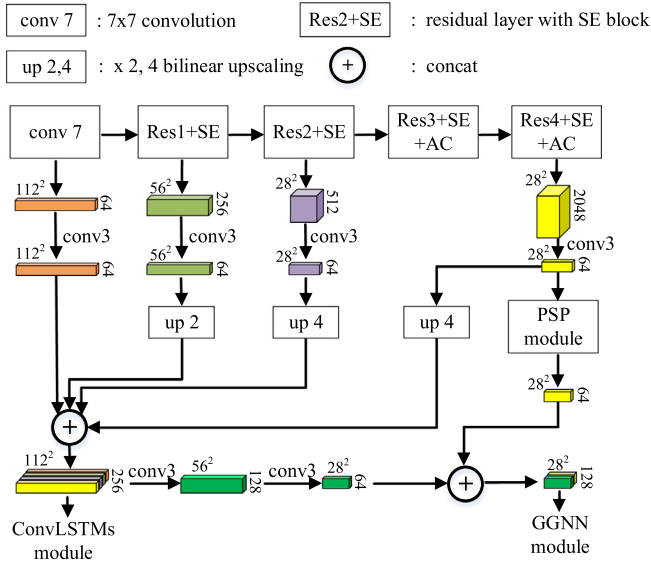 conv 7 : 7x7 convolution
Res2+SE : residual layer with SE block
up 2,4 : x 2, 4 bilinear upscaling
+ : concat
conv 7
Res1+SE
Res2+SE
Res3+SE
+AC
Res4+SE
+AC
112² 64
56² 256
28² 512
28² 2048
conv3
conv3
conv3
conv3
112² 64
56² 64
28² 64
64
up 2
up 4
up 4
PSP
module
28² 64
+
112² 256
conv3
56² 128
conv3
28² 64
+
28² 128
ConvLSTMs
module
GGNN
module